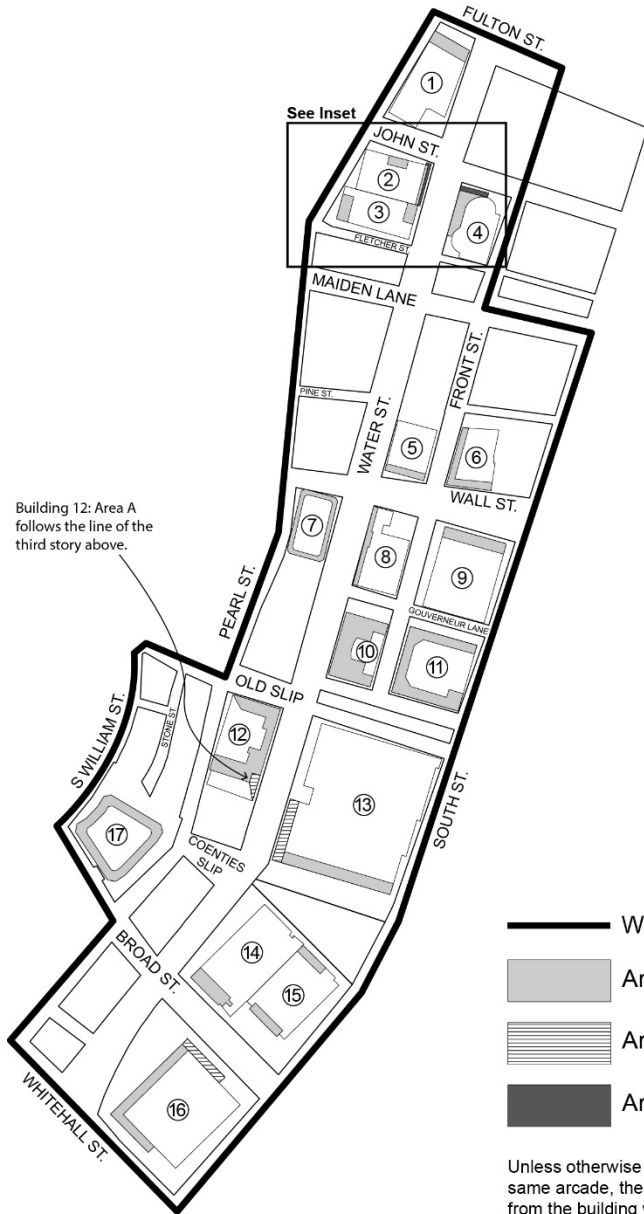 FULTON ST.
①
See Inset
JOHN ST.
②
③
④
FLETCHER ST.
MAIDEN LANE
FRONT ST.
PINE ST.
WATER ST.
⑤
⑥
WALL ST.
Building 12: Area A
follows the line of the
third story above.
⑦
⑧
⑨
PEARL ST.
GOUVERNEUR LANE
⑩
⑪
OLD SLIP
S WILLIAM ST.
STONE ST.
⑫
⑬
SOUTH ST.
⑰
COENTIES
SLIP
BROAD ST.
⑭
⑮
W
Ar
Ar
Ar
⑯
WHITEHALL ST.
Unless otherwise
same arcade, the
from the building